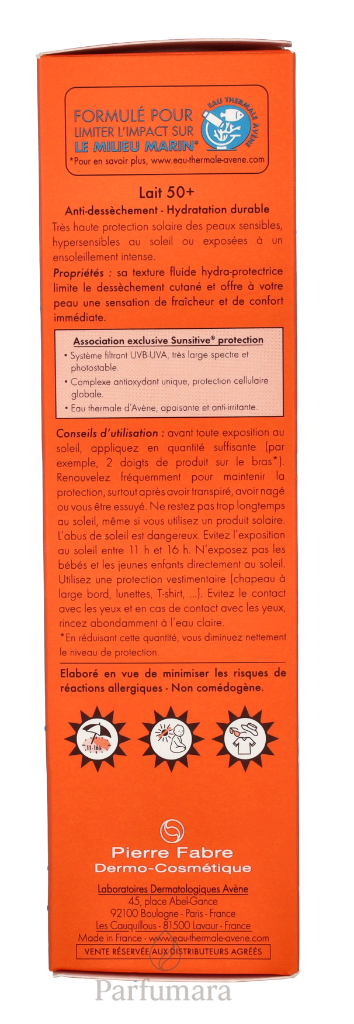 FORMULÉ POUR
LIMITER L'IMPACT SUR
LE MILIEU MARIN*
EAU THERMALE AVÈNE
*Pour en savoir plus, www.eau-thermale-avene.com
Lait 50+
Anti-dessèchement - Hydratation durable
Très haute protection solaire des peaux sensibles,
hypersensibles au soleil ou exposées à un
ensoleillement intense.
Propriétés : sa texture fluide hydra-protectrice
limite le dessèchement cutané et offre à votre
peau une sensation de fraîcheur et de confort
immédiate.
Association exclusive Sunsitive® protection
• Système filtrant UVB-UVA, très large spectre et
photostable.
• Complexe antioxydant unique, protection cellulaire
globale.
• Eau thermale d'Avène, apaisante et anti-irritante.
Conseils d'utilisation : avant toute exposition au
soleil, appliquez en quantité suffisante (par
exemple, 2 doigts de produit sur le bras*).
Renouvelez fréquemment pour maintenir la
protection, surtout après avoir transpiré, avoir nagé
ou vous être essuyé. Ne restez pas trop longtemps
au soleil, même si vous utilisez un produit solaire.
L'abus de soleil est dangereux. Evitez l'exposition
au soleil entre 11 h et 16 h. N'exposez pas les
bébés et les jeunes enfants directement au soleil.
Utilisez une protection vestimentaire (chapeau à
large bord, lunettes, T-shirt, ...). Evitez le contact
avec les yeux et en cas de contact avec les yeux,
rincez abondamment à l'eau claire.
*En réduisant cette quantité, vous diminuez nettement
le niveau de protection.
Elaboré en vue de minimiser les risques de
réactions allergiques - Non comédogène.
11-16h
Pierre Fabre
Dermo-Cosmétique
Laboratoires Dermatologiques Avène
45, place Abel-Gance
92100 Boulogne - Paris - France
Les Cauquillous - 81500 Lavaur - France
Made in France - www.eau-thermale-avene.com
VENTE RÉSERVÉE AUX DISTRIBUTEURS AGRÉÉS
Parfumara